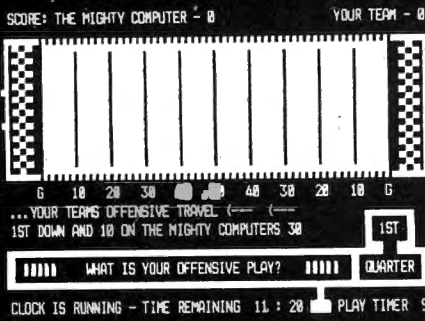 SCORE: THE MIGHTY COMPUTER - 0 YOUR TEAM - 0
G 10 20 30 40 30 20 10 G
...YOUR TEAMS OFFENSIVE TRAVEL (--- (---
1ST DOWN AND 10 ON THE MIGHTY COMPUTERS 30
1ST
WHAT IS YOUR OFFENSIVE PLAY?
QUARTER
CLOCK IS RUNNING - TIME REMAINING 11 : 20 PLAY TIMER